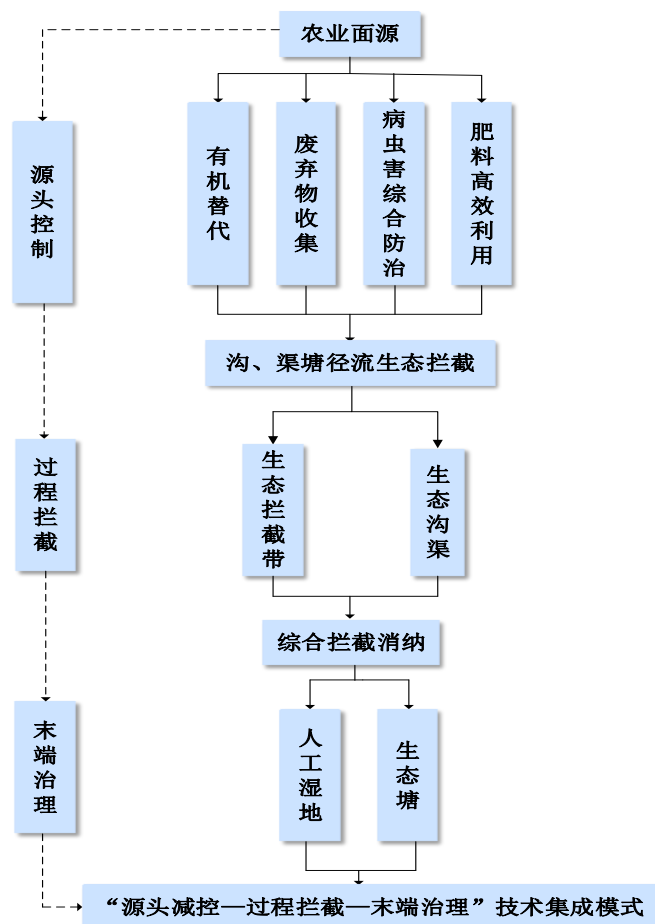 农业面源
源头控制
有机替代
废弃物收集
病虫害综合防治
肥料高效利用
沟、渠塘径流生态拦截
过程拦截
生态拦截带
生态沟渠
综合拦截消纳
末端治理
人工湿地
生态塘
“源头减控—过程拦截—末端治理”技术集成模式